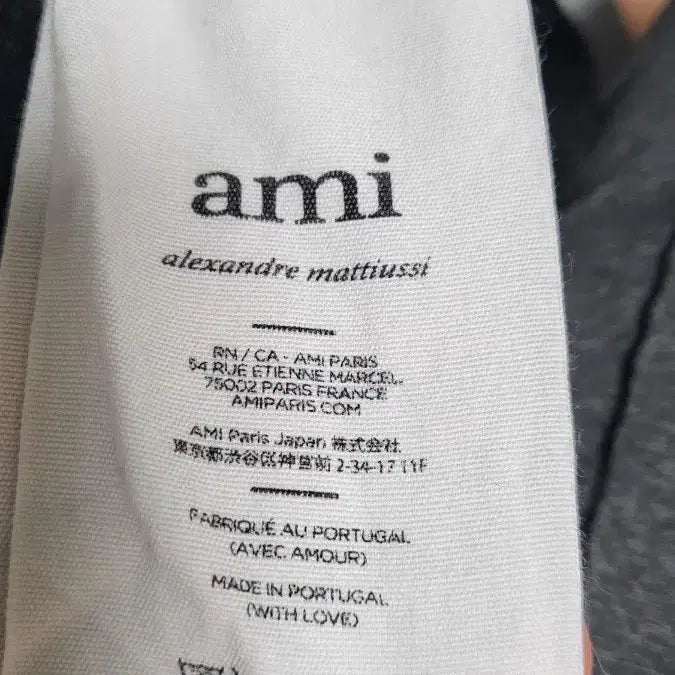 ami
alexandre mattiussi
RN / CA - AMI PARIS
54 RUE ETIENNE MARCEL
75002 PARIS FRANCE
AMIPARIS.COM
AMI Paris Japan 株式会社
東京都渋谷区神宮前 2-34-17
FABRIQUÉ AU PORTUGAL
(AVEC AMOUR)
MADE IN PORTUGAL
(WITH LOVE)